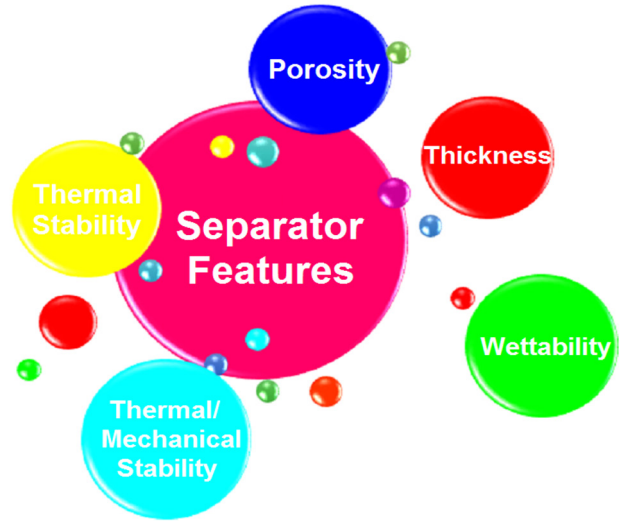 Porosity
Thickness
Thermal
Stability
Separator
Features
Wettability
Thermal/
Mechanical
Stability